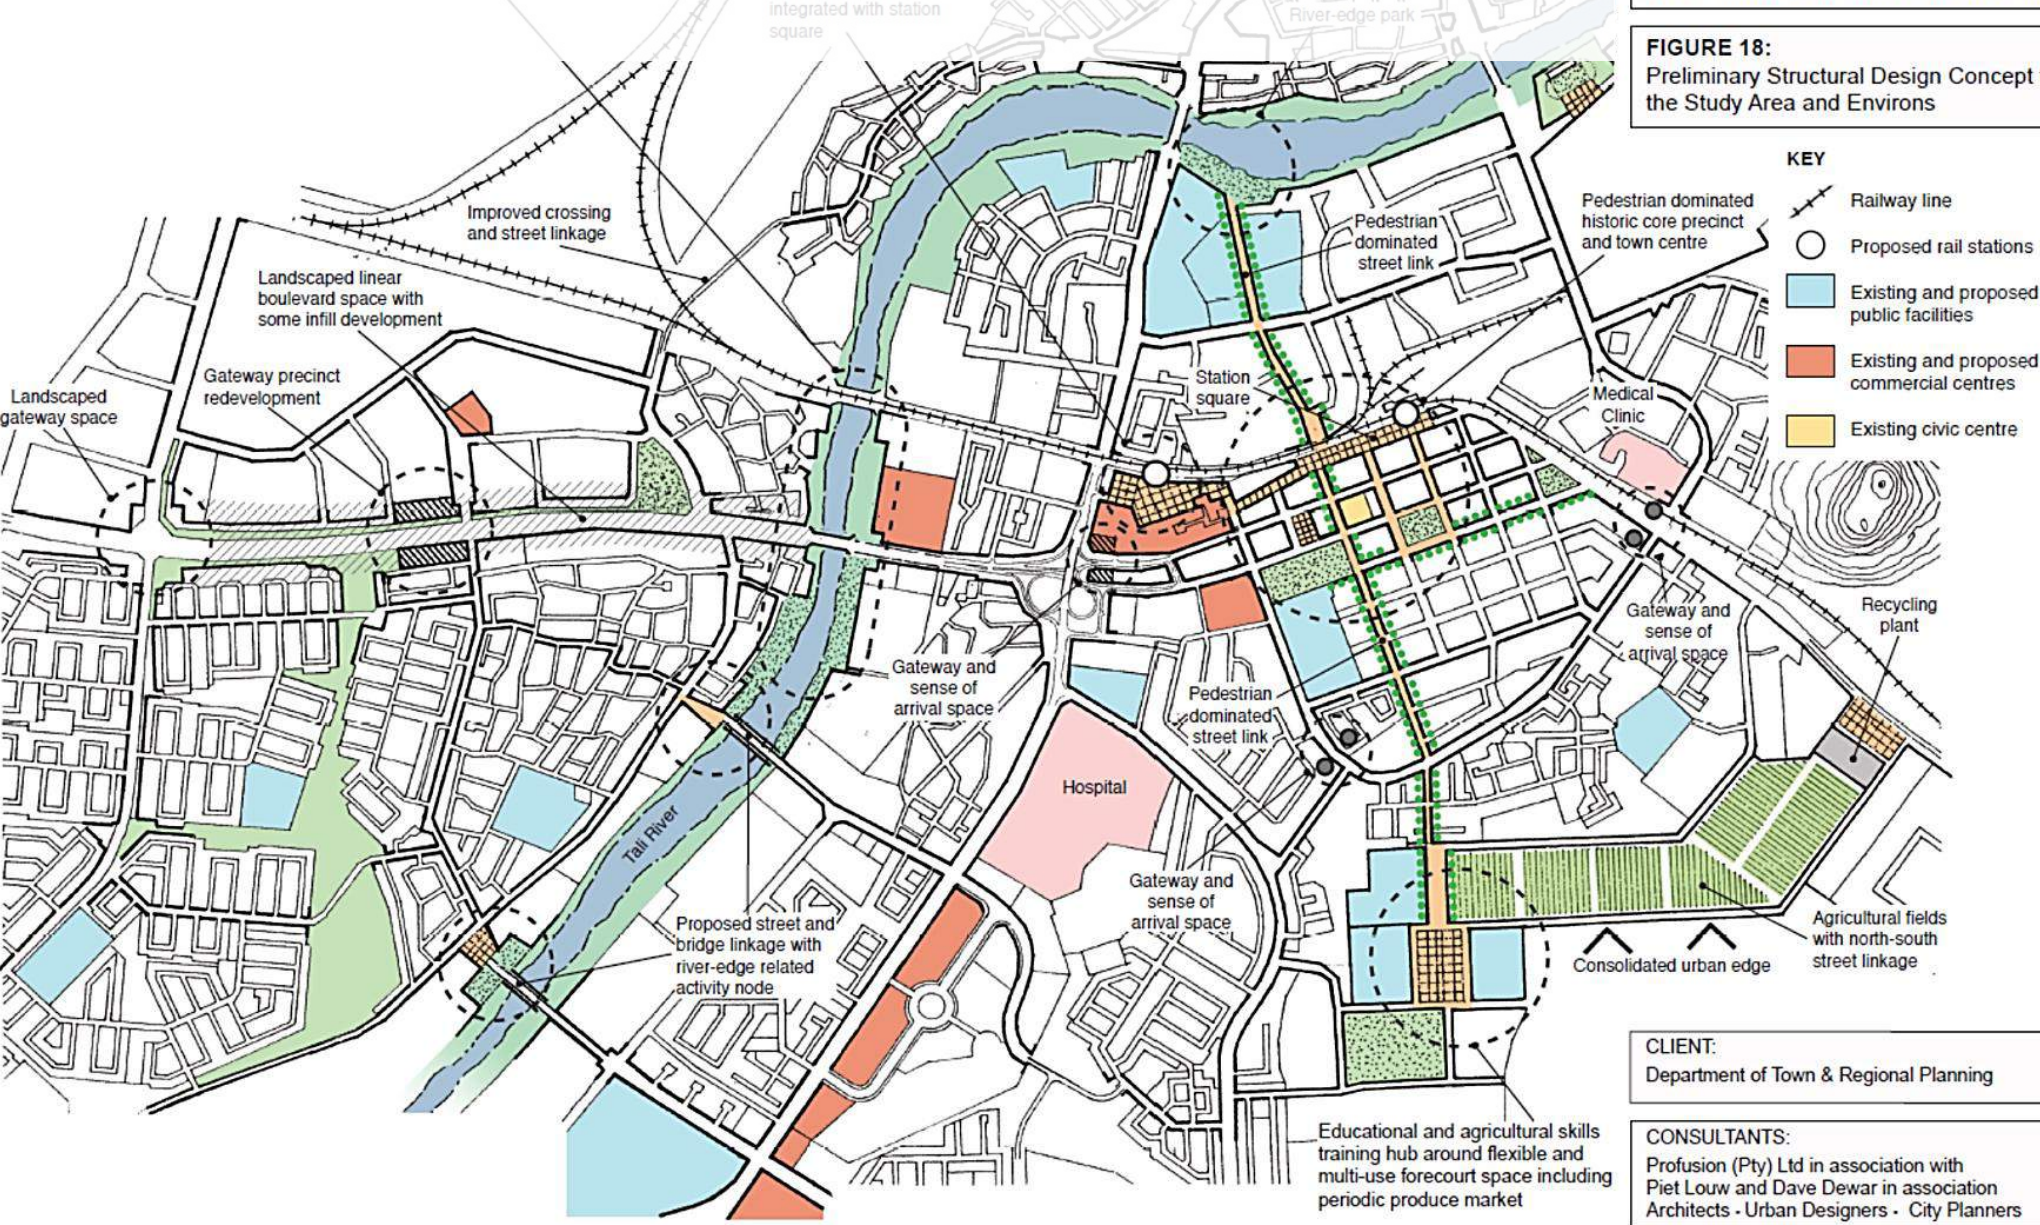 integrated with station
square
River-edge park
FIGURE 18:
Preliminary Structural Design Concept
the Study Area and Environs
KEY
Railway line
Proposed rail stations
Existing and proposed
public facilities
Existing and proposed
commercial centres
Existing civic centre
Improved crossing
and street linkage
Landscaped linear
boulevard space with
some infill development
Gateway precinct
redevelopment
Landscaped
gateway space
Pedestrian
dominated
street link
Pedestrian dominated
historic core precinct
and town centre
Station
square
Medical
Clinic
Gateway and
sense of
arrival space
Recycling
plant
Gateway and
sense of
arrival space
Pedestrian
dominated
street link
Hospital
Tali River
Gateway and
sense of
arrival space
Proposed street and
bridge linkage with
river-edge related
activity node
Consolidated urban edge
Agricultural fields
with north-south
street linkage
Educational and agricultural skills
training hub around flexible and
multi-use forecourt space including
periodic produce market
CLIENT:
Department of Town & Regional Planning
CONSULTANTS:
Profusion (Pty) Ltd in association with
Piet Louw and Dave Dewar in association
Architects - Urban Designers - City Planners